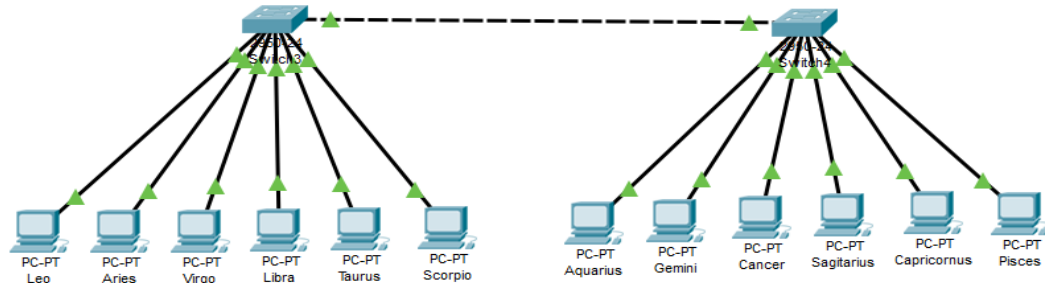 2950-24
Switch3
2950-24
Switch4
PC-PT
Leo
PC-PT
Aries
PC-PT
Virgo
PC-PT
Libra
PC-PT
Taurus
PC-PT
Scorpio
PC-PT
Aquarius
PC-PT
Gemini
PC-PT
Cancer
PC-PT
Sagitarius
PC-PT
Capricornus
PC-PT
Pisces